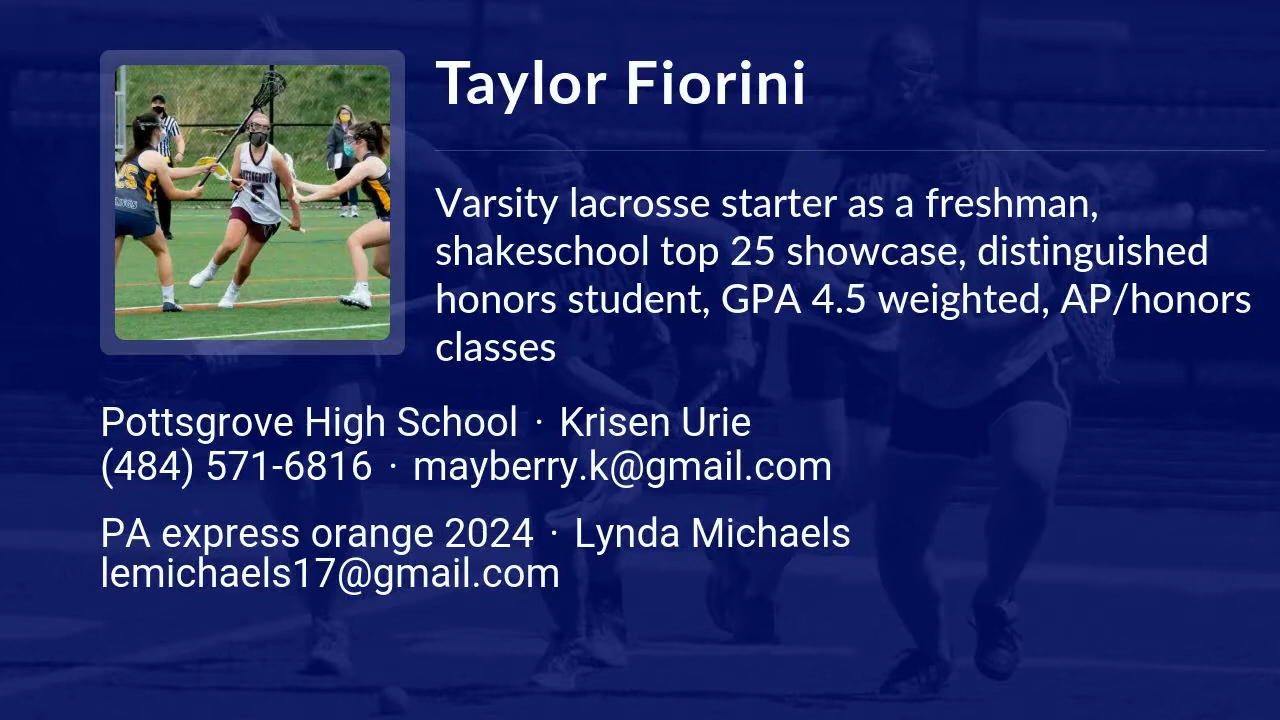 Taylor Fiorini
Varsity lacrosse starter as a freshman,
shakeschool top 25 showcase, distinguished
honors student, GPA 4.5 weighted, AP/honors
classes
Pottsgrove High School · Krisen Urie
(484) 571-6816 · mayberry.k@gmail.com
PA express orange 2024 · Lynda Michaels
lemichaels17@gmail.com